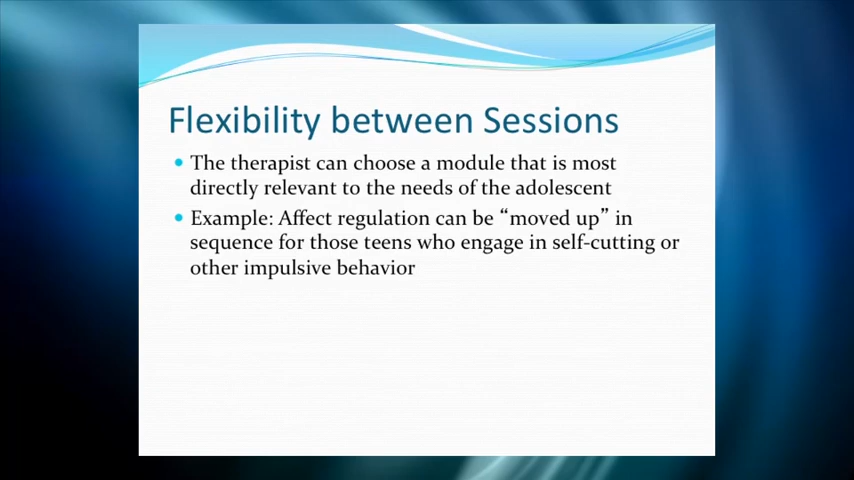 Flexibility between Sessions
• The therapist can choose a module that is most
directly relevant to the needs of the adolescent
• Example: Affect regulation can be “moved up” in
sequence for those teens who engage in self-cutting or
other impulsive behavior